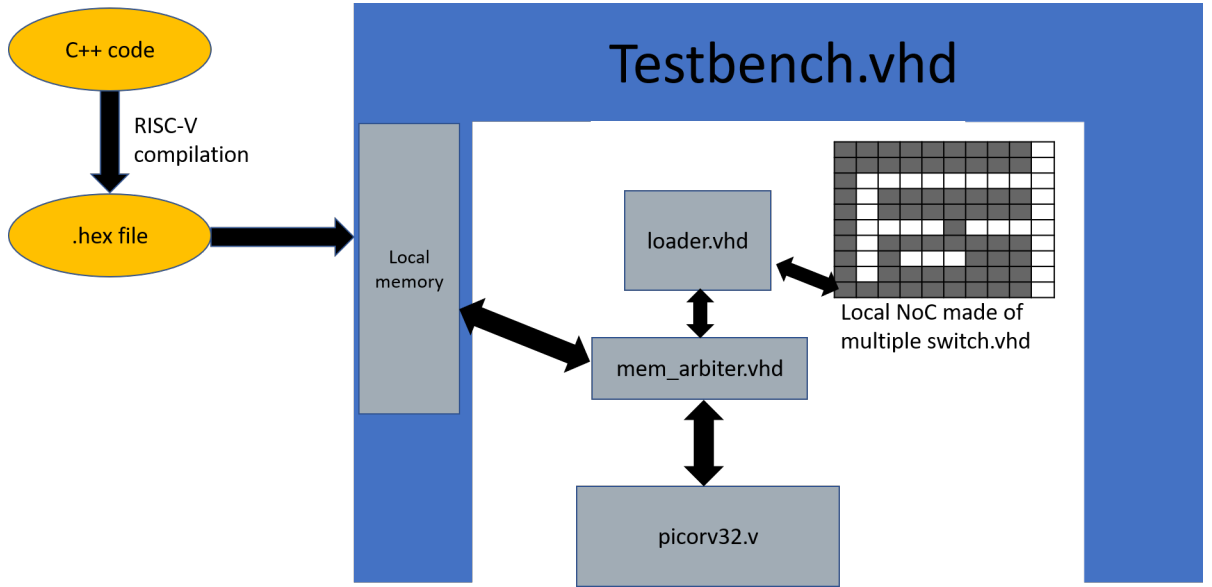 C++ code
RISC-V
compilation
.hex file
Testbench.vhd
Local
memory
loader.vhd
Local NoC made of
multiple switch.vhd
mem_arbiter.vhd
picorv32.v